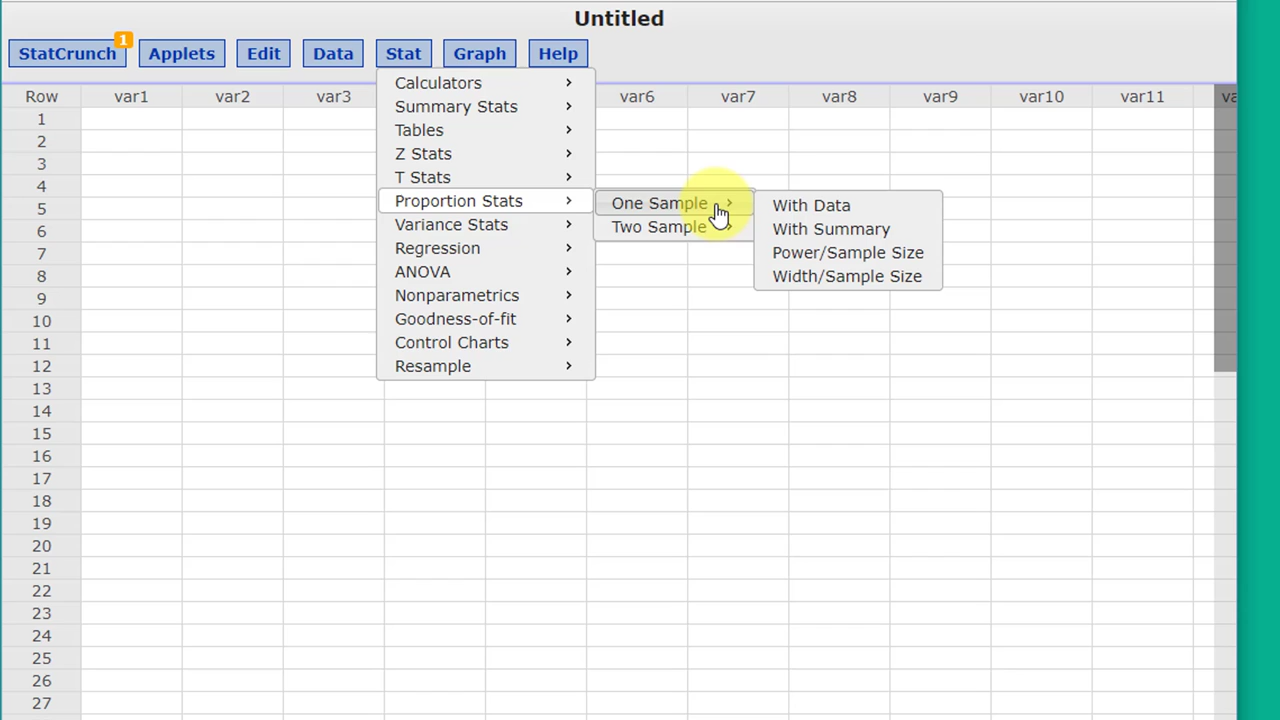 Untitled
StatCrunch 1 Applets Edit Data Stat Graph Help
Row var1 var2 var3 var6 var7 var8 var9 var10 var11 va
Calculators
Summary Stats
Tables
Z Stats
T Stats
Proportion Stats
Variance Stats
Regression
ANOVA
Nonparametrics
Goodness-of-fit
Control Charts
Resample
One Sample
Two Sample
With Data
With Summary
Power/Sample Size
Width/Sample Size
1
2
3
4
5
6
7
8
9
10
11
12
13
14
15
16
17
18
19
20
21
22
23
24
25
26
27